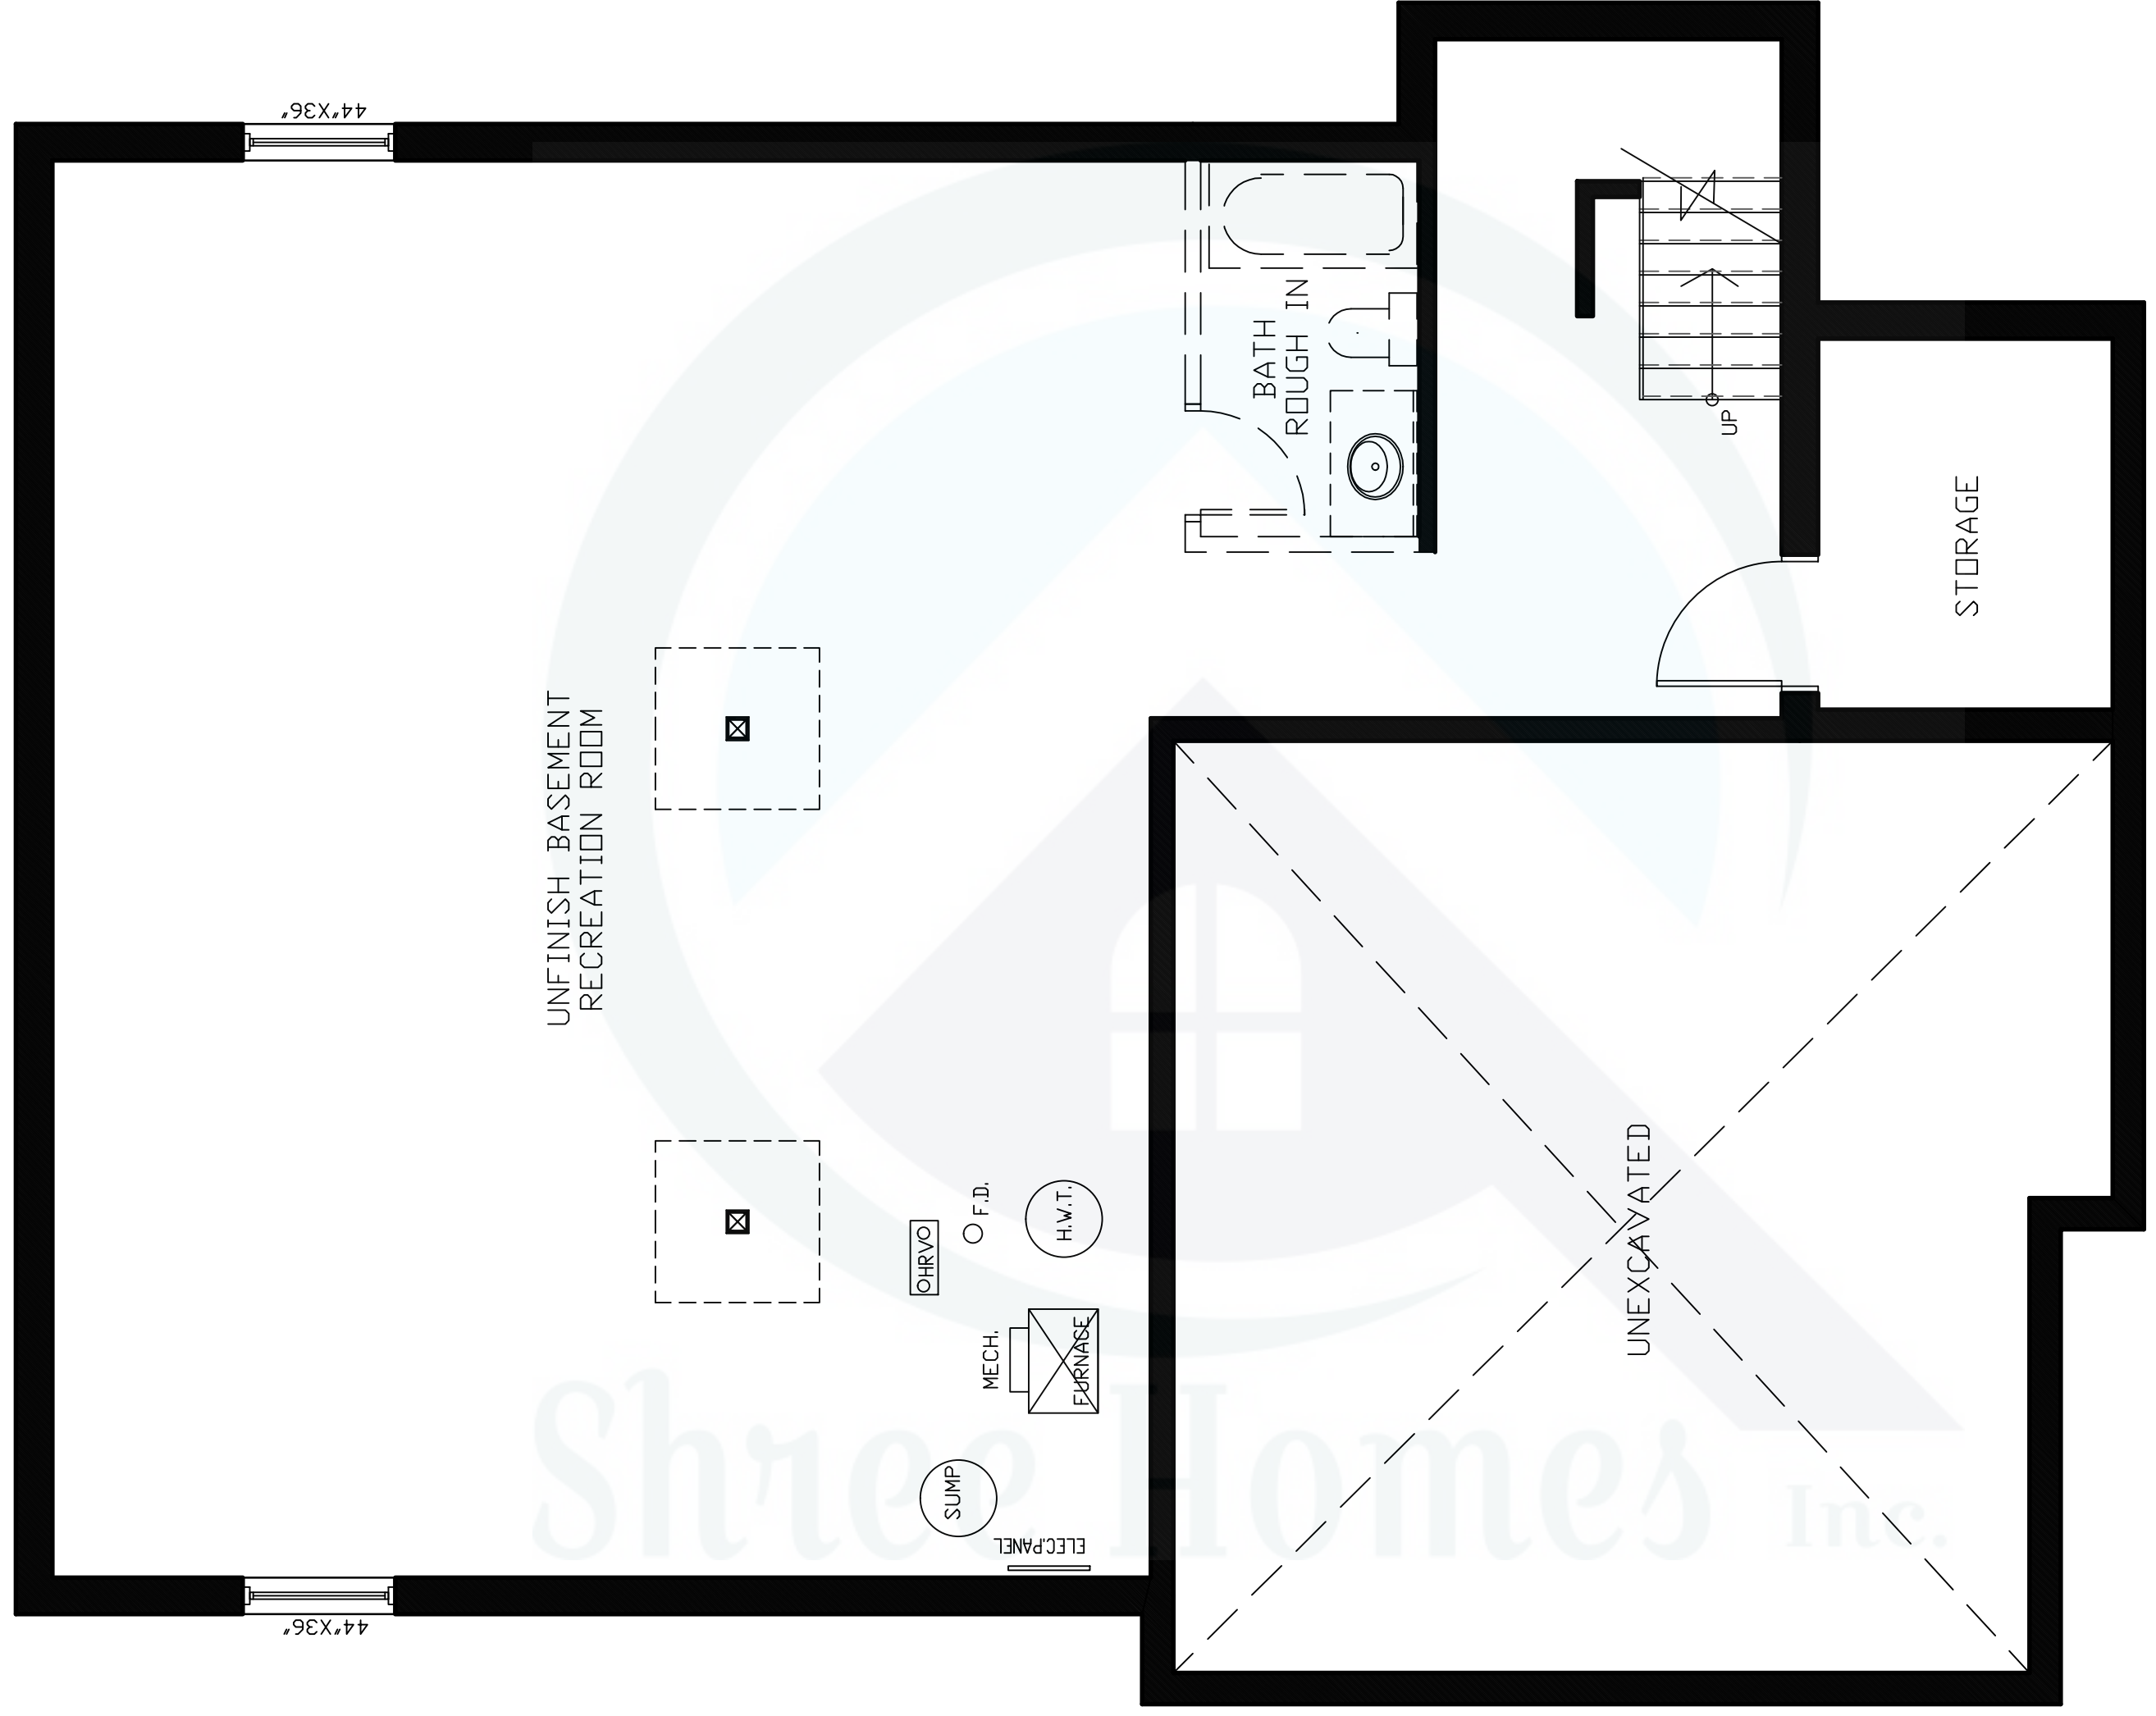 44"X36"
BATH
ROUGH IN
UP
STORAGE
UNFINISH BASEMENT
RECREATION ROOM
UNEXCAVATED
F.D.
H.W.T.
HRV
MECH.
FURNACE
SUMP
ELEC.PANEL
44"X36"
Shree Homes Inc.